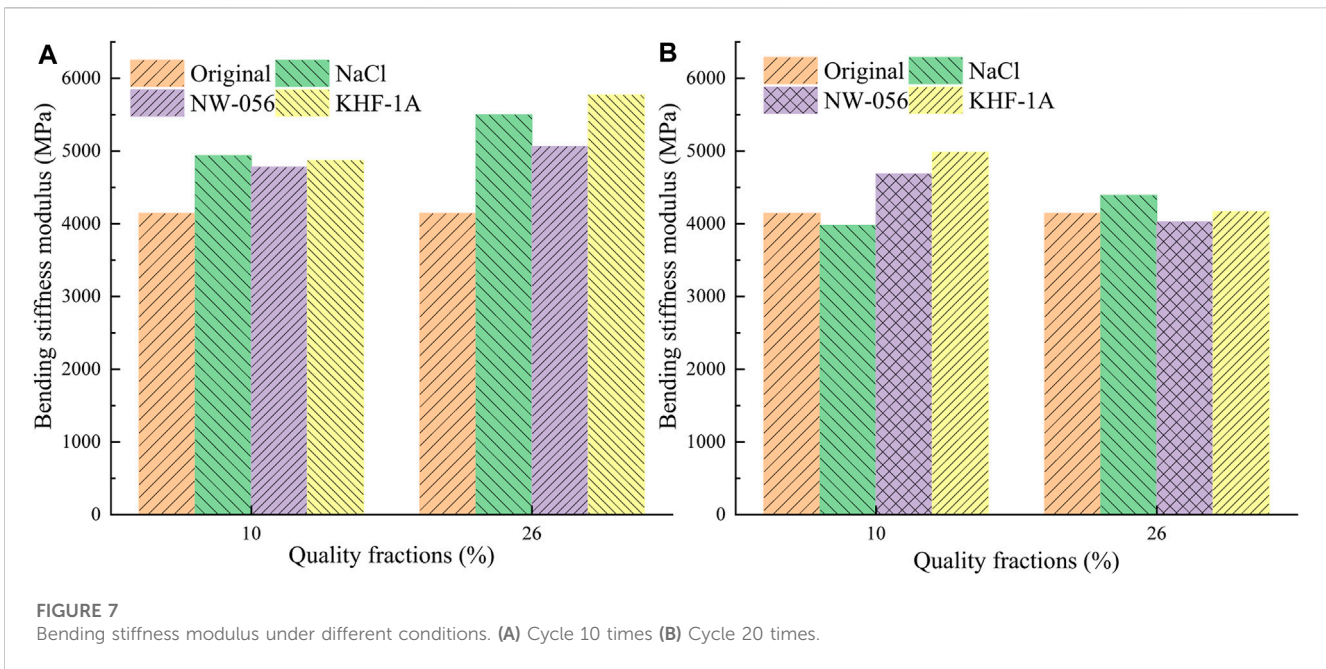 A
Original NaCl
NW-056 KHF-1A
6000
5000
4000
3000
2000
1000
0
Bending stiffness modulus (MPa)
10 26
Quality fractions (%)
B
Original NaCl
NW-056 KHF-1A
6000
5000
4000
3000
2000
1000
0
Bending stiffness modulus (MPa)
10 26
Quality fractions (%)
FIGURE 7
Bending stiffness modulus under different conditions. (A) Cycle 10 times (B) Cycle 20 times.